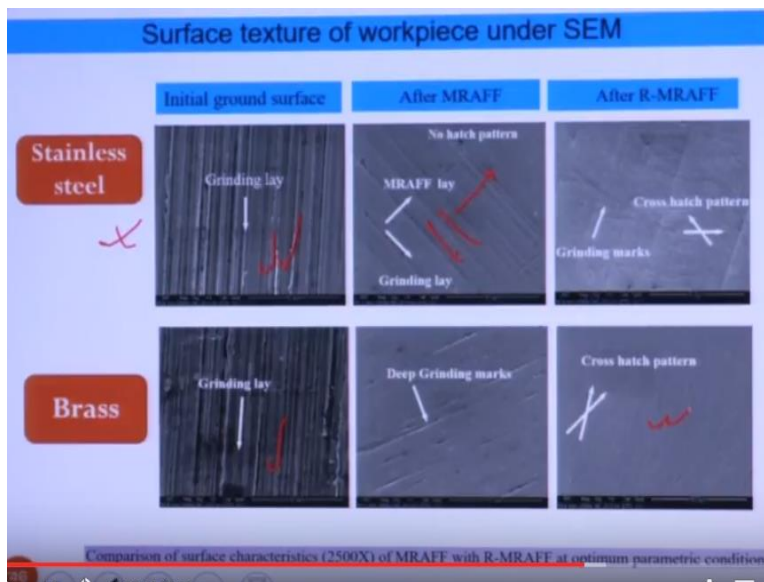 Surface texture of workpiece under SEM
Initial ground surface
After MRAFF
After R-MRAFF
Stainless
steel
Grinding lay
No hatch pattern
MRAFF lay
Grinding lay
Cross hatch pattern
Grinding marks
Brass
Grinding lay
Deep Grinding marks
Cross hatch pattern
Comparison of surface characteristics (2500X) of MRAFF with R-MRAFF at optimum parametric condition